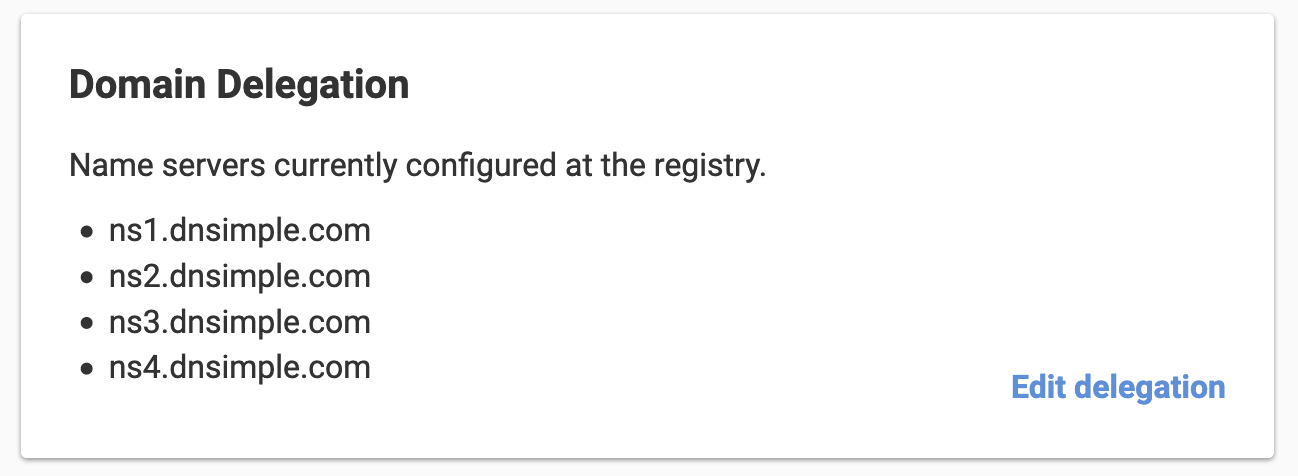 Domain Delegation
Name servers currently configured at the registry.
ns1.dnsimple.com
ns2.dnsimple.com
ns3.dnsimple.com
ns4.dnsimple.com
Edit delegation